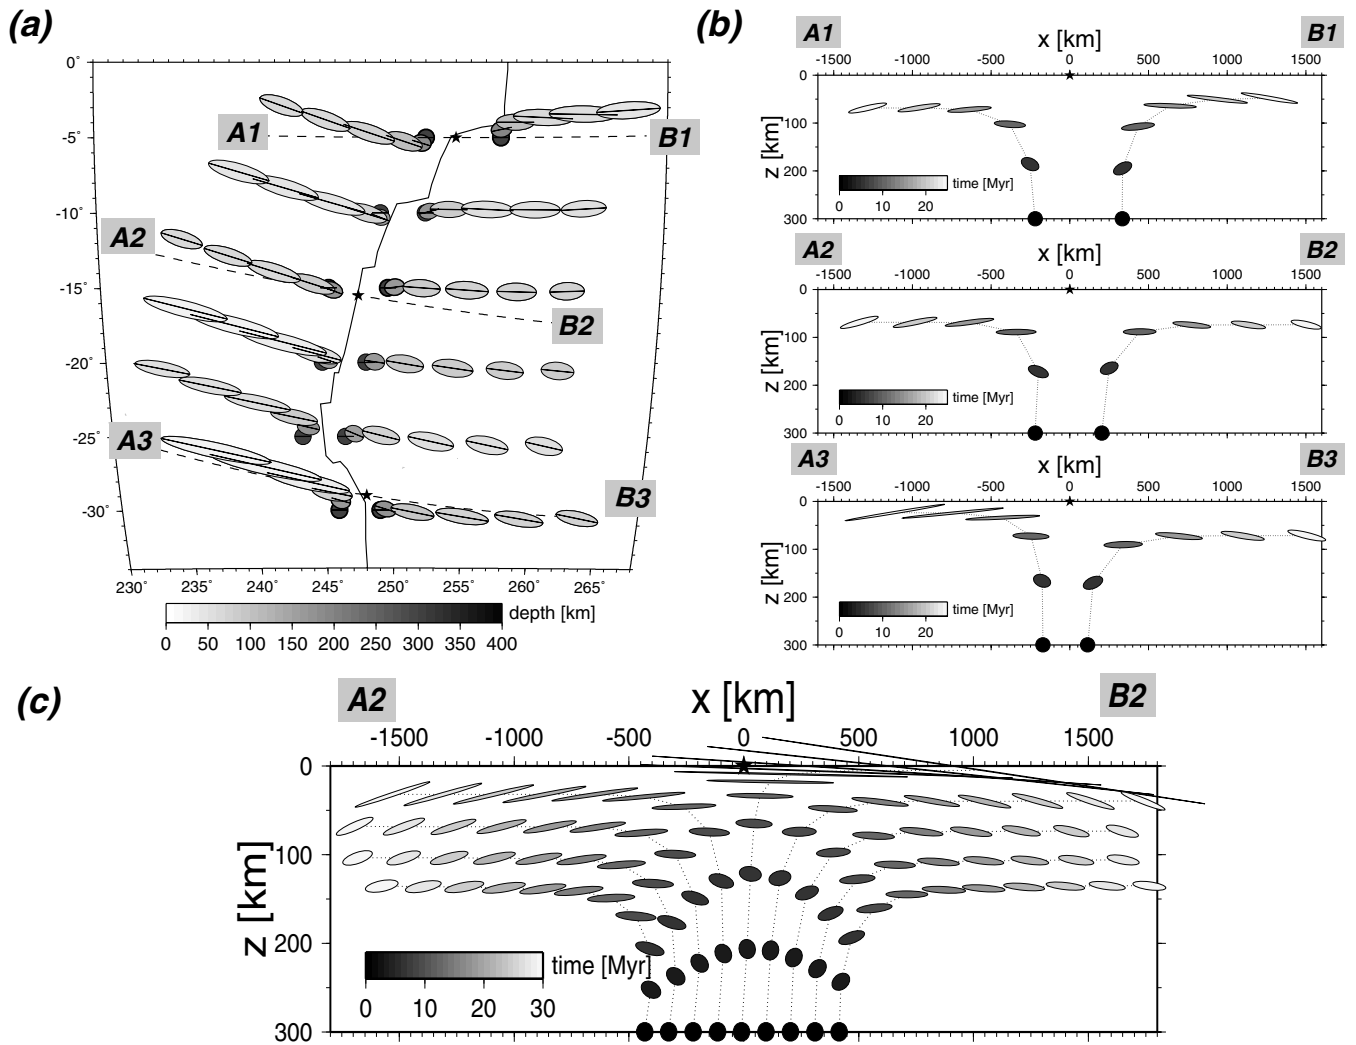 (a)
0˚
-5˚
-10˚
-15˚
-20˚
-25˚
-30˚
A1
B1
A2
B2
A3
B3
230˚ 235˚ 240˚ 245˚ 250˚ 255˚ 260˚ 265˚
depth [km]
0 50 100 150 200 250 300 350 400
(b)
A1 B1
x [km]
-1500 -1000 -500 0 500 1000 1500
0
100
200
300
z [km]
time [Myr]
0 10 20
A2 B2
x [km]
-1500 -1000 -500 0 500 1000 1500
0
100
200
300
z [km]
time [Myr]
0 10 20
A3 B3
x [km]
-1500 -1000 -500 0 500 1000 1500
0
100
200
300
z [km]
time [Myr]
0 10 20
(c)
A2 x [km] B2
-1500 -1000 -500 0 500 1000 1500
0
100
200
300
z [km]
time [Myr]
0 10 20 30